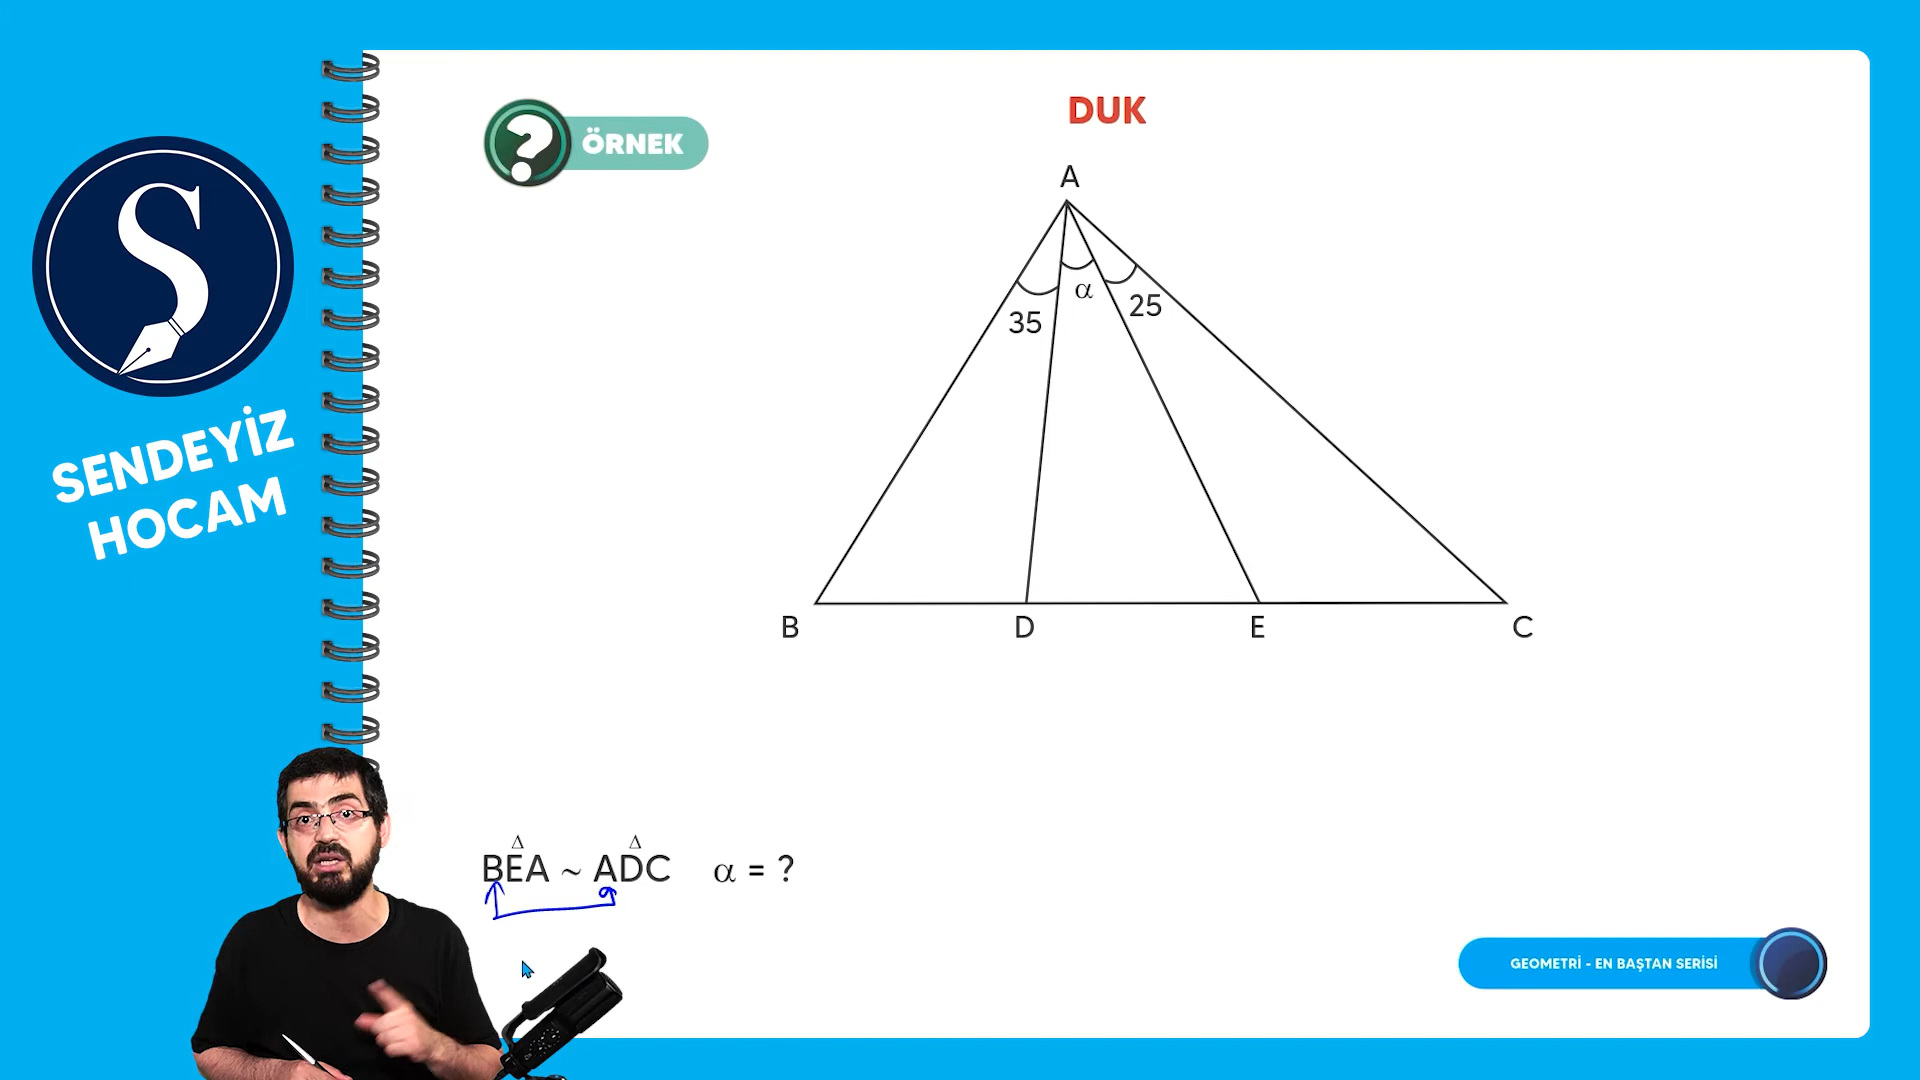 DUK
ÖRNEK
A
α
25
35
SENDEYİZ
HOCAM
B
D
E
C
Δ Δ
BEA ~ ADC α = ?
GEOMETRİ - EN BAŞTAN SERİSİ